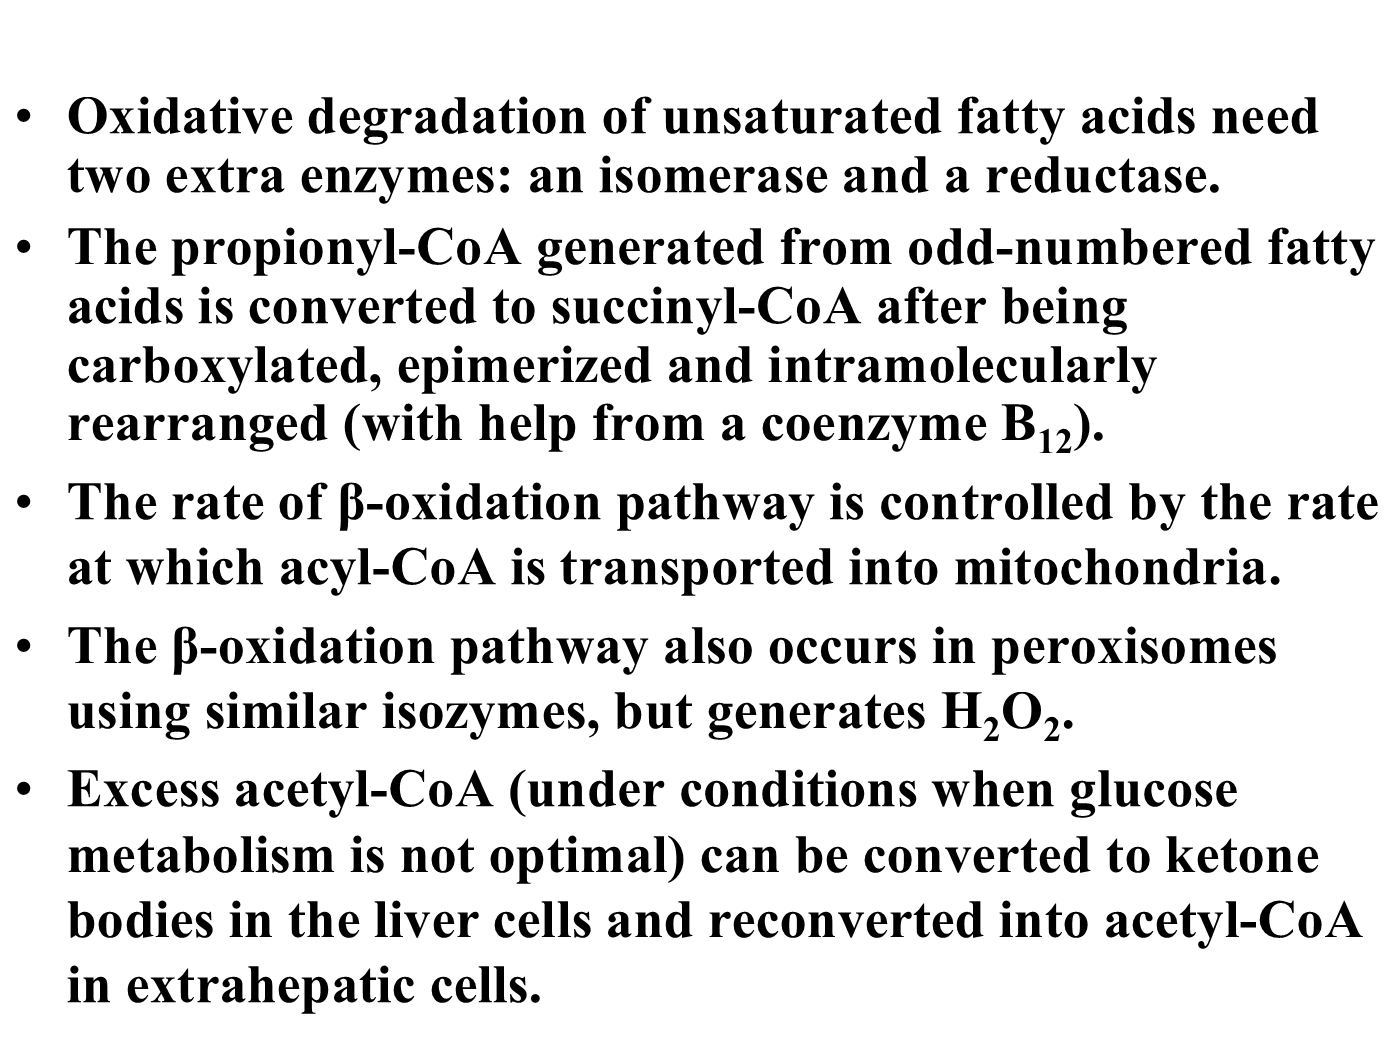 • Oxidative degradation of unsaturated fatty acids need
two extra enzymes: an isomerase and a reductase.
• The propionyl-CoA generated from odd-numbered fatty
acids is converted to succinyl-CoA after being
carboxylated, epimerized and intramolecularly
rearranged (with help from a coenzyme B₁₂).
• The rate of β-oxidation pathway is controlled by the rate
at which acyl-CoA is transported into mitochondria.
• The β-oxidation pathway also occurs in peroxisomes
using similar isozymes, but generates H₂O₂.
• Excess acetyl-CoA (under conditions when glucose
metabolism is not optimal) can be converted to ketone
bodies in the liver cells and reconverted into acetyl-CoA
in extrahepatic cells.